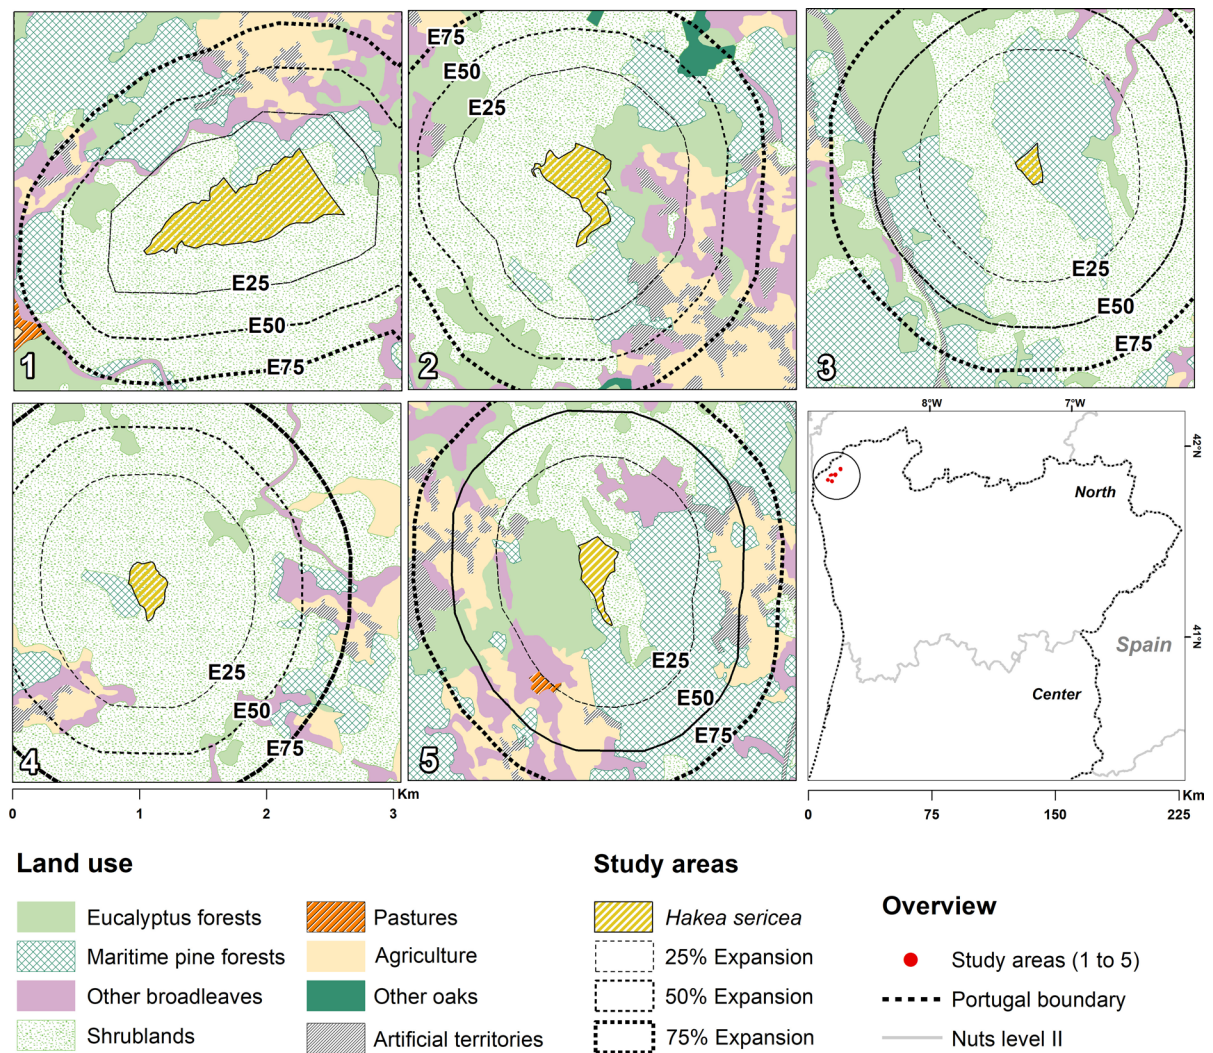 E25
E50
E75
1
E75
E50
E25
2
E25
E50
E75
3
E25
E50
E75
4
E25
E50
E75
5
8°W
7°W
42°N
41°N
North
Spain
Center
0
1
2
3
Km
0
75
150
225
Km
Land use
Eucalyptus forests
Maritime pine forests
Other broadleaves
Shrublands
Pastures
Agriculture
Other oaks
Artificial territories
Study areas
Hakea sericea
25% Expansion
50% Expansion
75% Expansion
Overview
Study areas (1 to 5)
Portugal boundary
Nuts level II